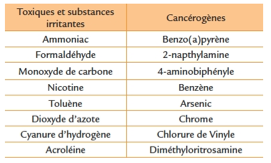 Toxiques et substances
irritantes
Cancérogènes
Ammoniac
Benzo(a)pyrène
Formaldéhyde
2-napthylamine
Monoxyde de carbone
4-aminobiphényle
Nicotine
Benzène
Toluène
Arsenic
Dioxyde d'azote
Chrome
Cyanure d'hydrogène
Chlorure de Vinyle
Acroléine
Diméthyloritrosamine